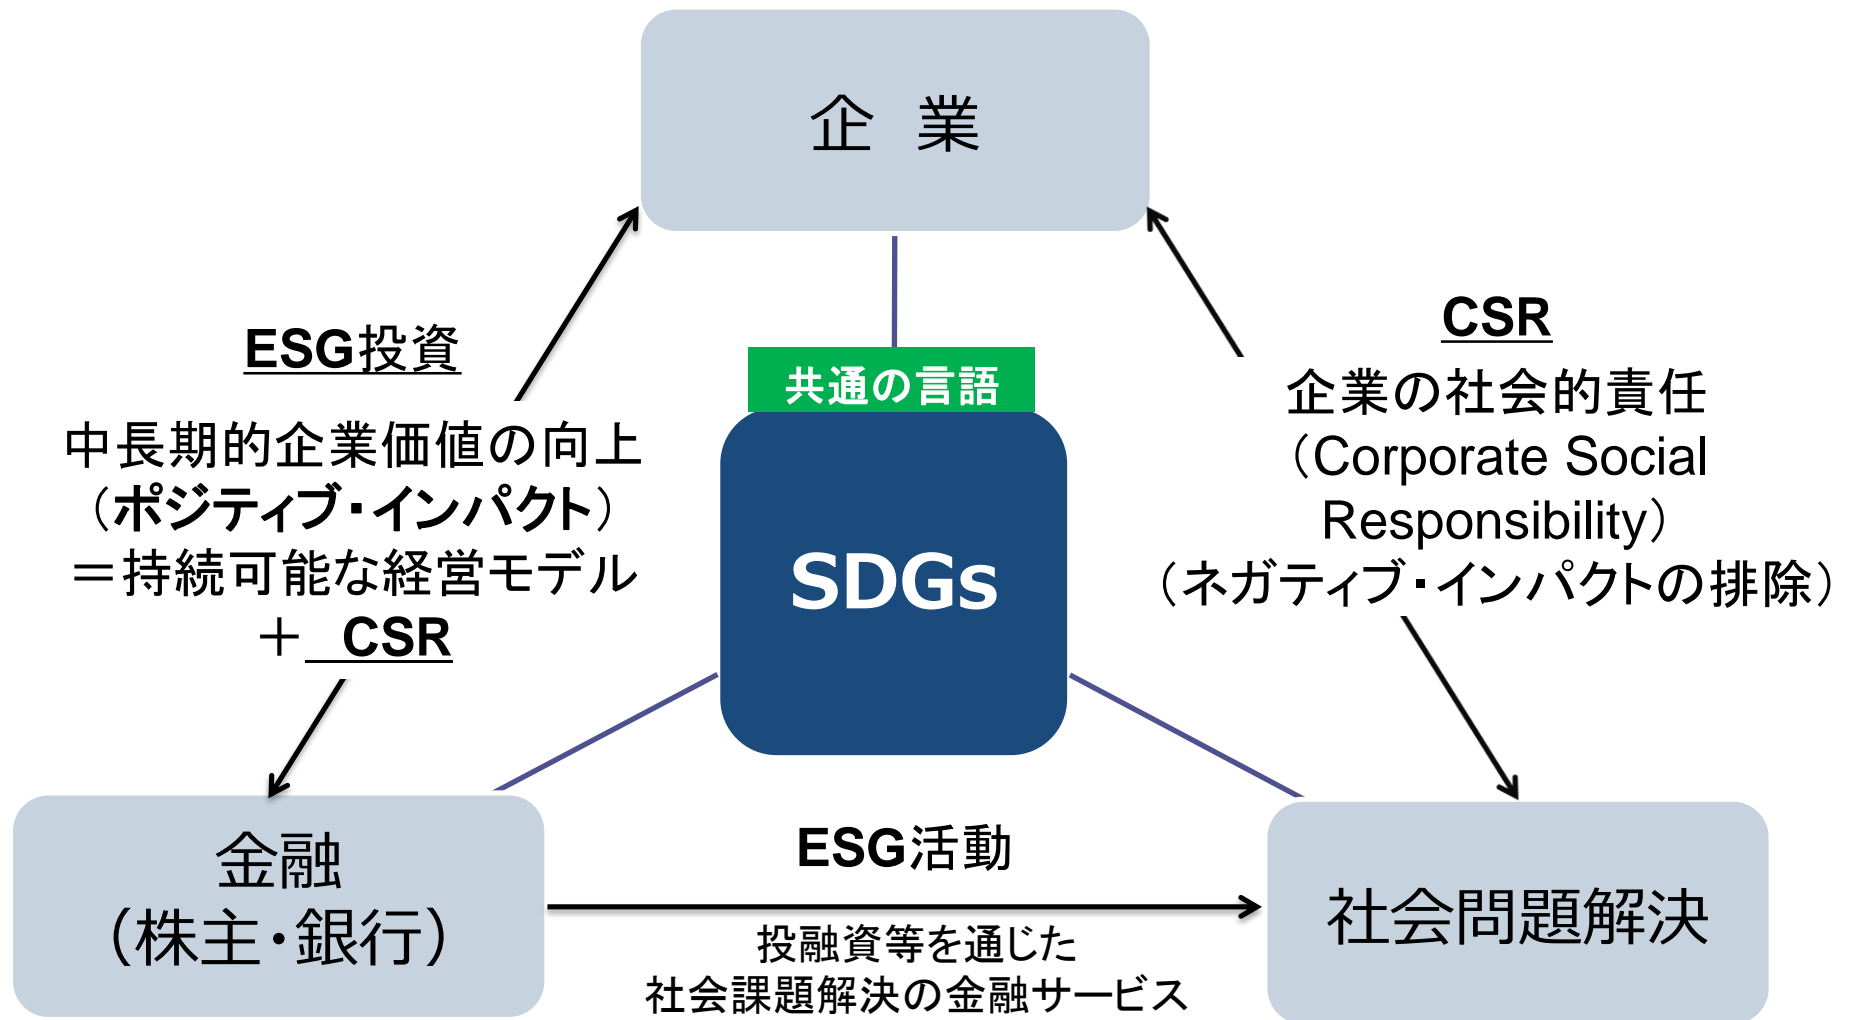 企　業
ESG投資
中長期的企業価値の向上
（ポジティブ・インパクト）
＝持続可能な経営モデル
＋　CSR
共通の言語
SDGs
CSR
企業の社会的責任
（Corporate Social
Responsibility）
（ネガティブ・インパクトの排除）
金融
（株主・銀行）
ESG活動
投融資等を通じた
社会課題解決の金融サービス
社会問題解決